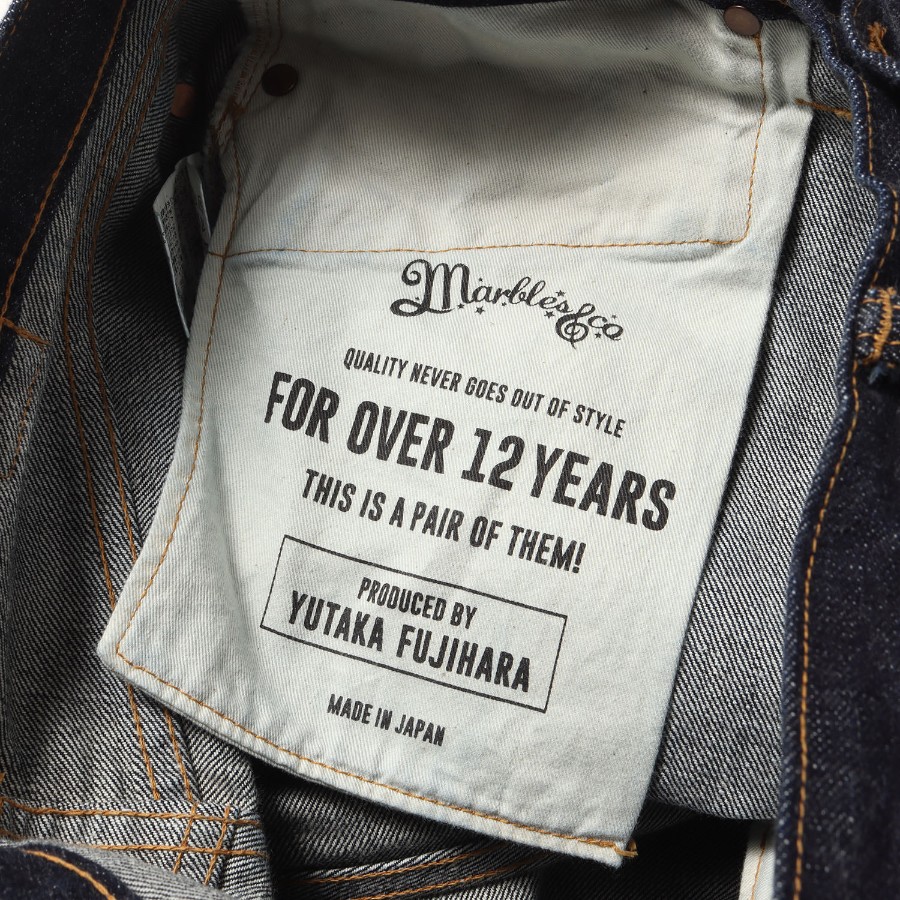 Marbles&co
QUALITY NEVER GOES OUT OF STYLE
FOR OVER 12 YEARS
THIS IS A PAIR OF THEM!
PRODUCED BY
YUTAKA FUJIHARA
MADE IN JAPAN